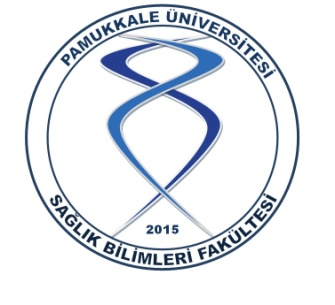 PAMUKKALE ÜNİVERSİTESİ
2015
SAĞLIK BİLİMLERİ FAKÜLTESİ